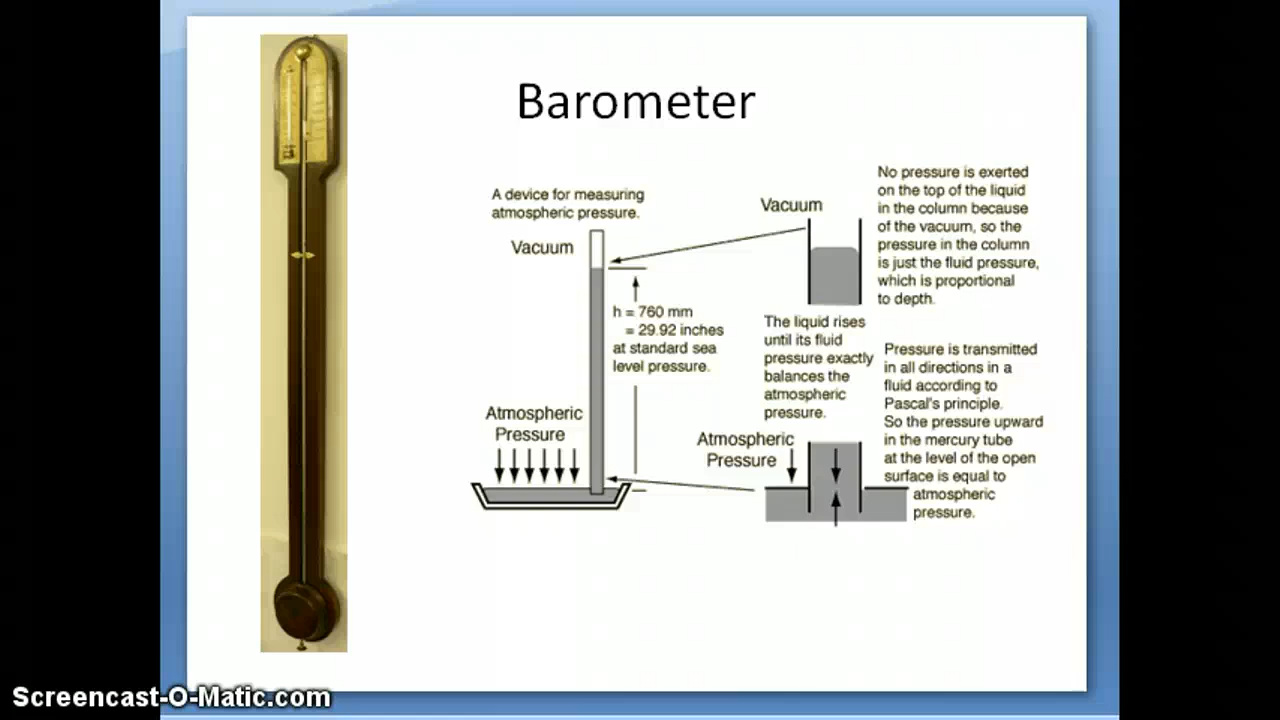 Barometer
A device for measuring
atmospheric pressure.
Vacuum
h = 760 mm
= 29.92 inches
at standard sea
level pressure.
Atmospheric
Pressure
Vacuum
No pressure is exerted
on the top of the liquid
in the column because
of the vacuum, so the
pressure in the column
is just the fluid pressure,
which is proportional
to depth.
The liquid rises
until its fluid
pressure exactly
balances the
atmospheric
pressure.
Atmospheric
Pressure
Pressure is transmitted
in all directions in a
fluid according to
Pascal's principle.
So the pressure upward
in the mercury tube
at the level of the open
surface is equal to
atmospheric
pressure.
Screencast-O-Matic.com